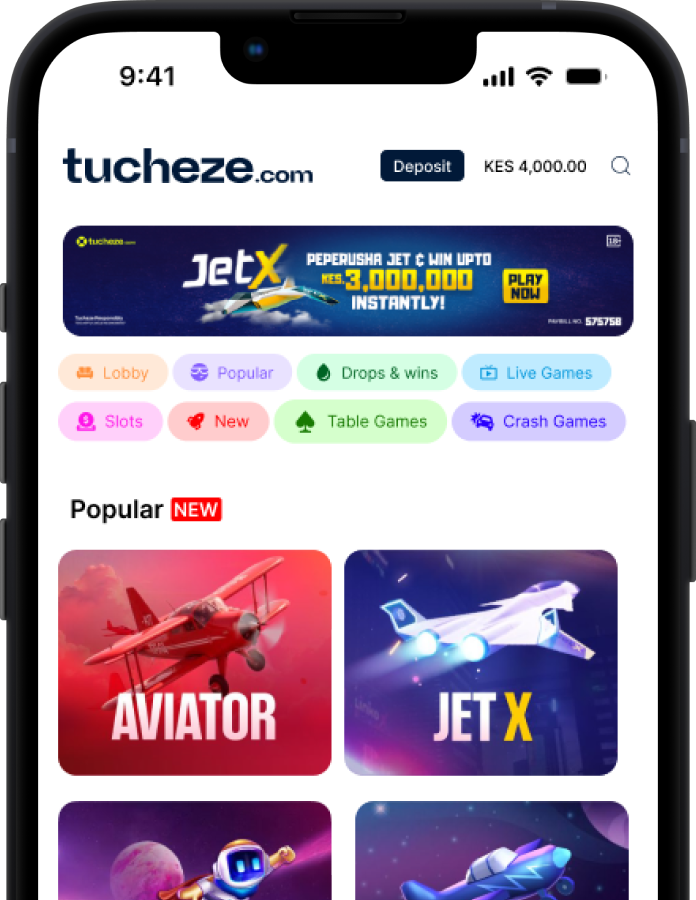 9:41
tucheze.com
Deposit
KES 4,000.00
tucheze.com
18+
JetX
PEPERUSHA JET & WIN UPTO
KES.3,000,000
INSTANTLY!
PLAY
NOW
Tucheze Responsibly
PAYBILL NO. 575758
Lobby
Popular
Drops & wins
Live Games
Slots
New
Table Games
Crash Games
Popular NEW
AVIATOR
JET X